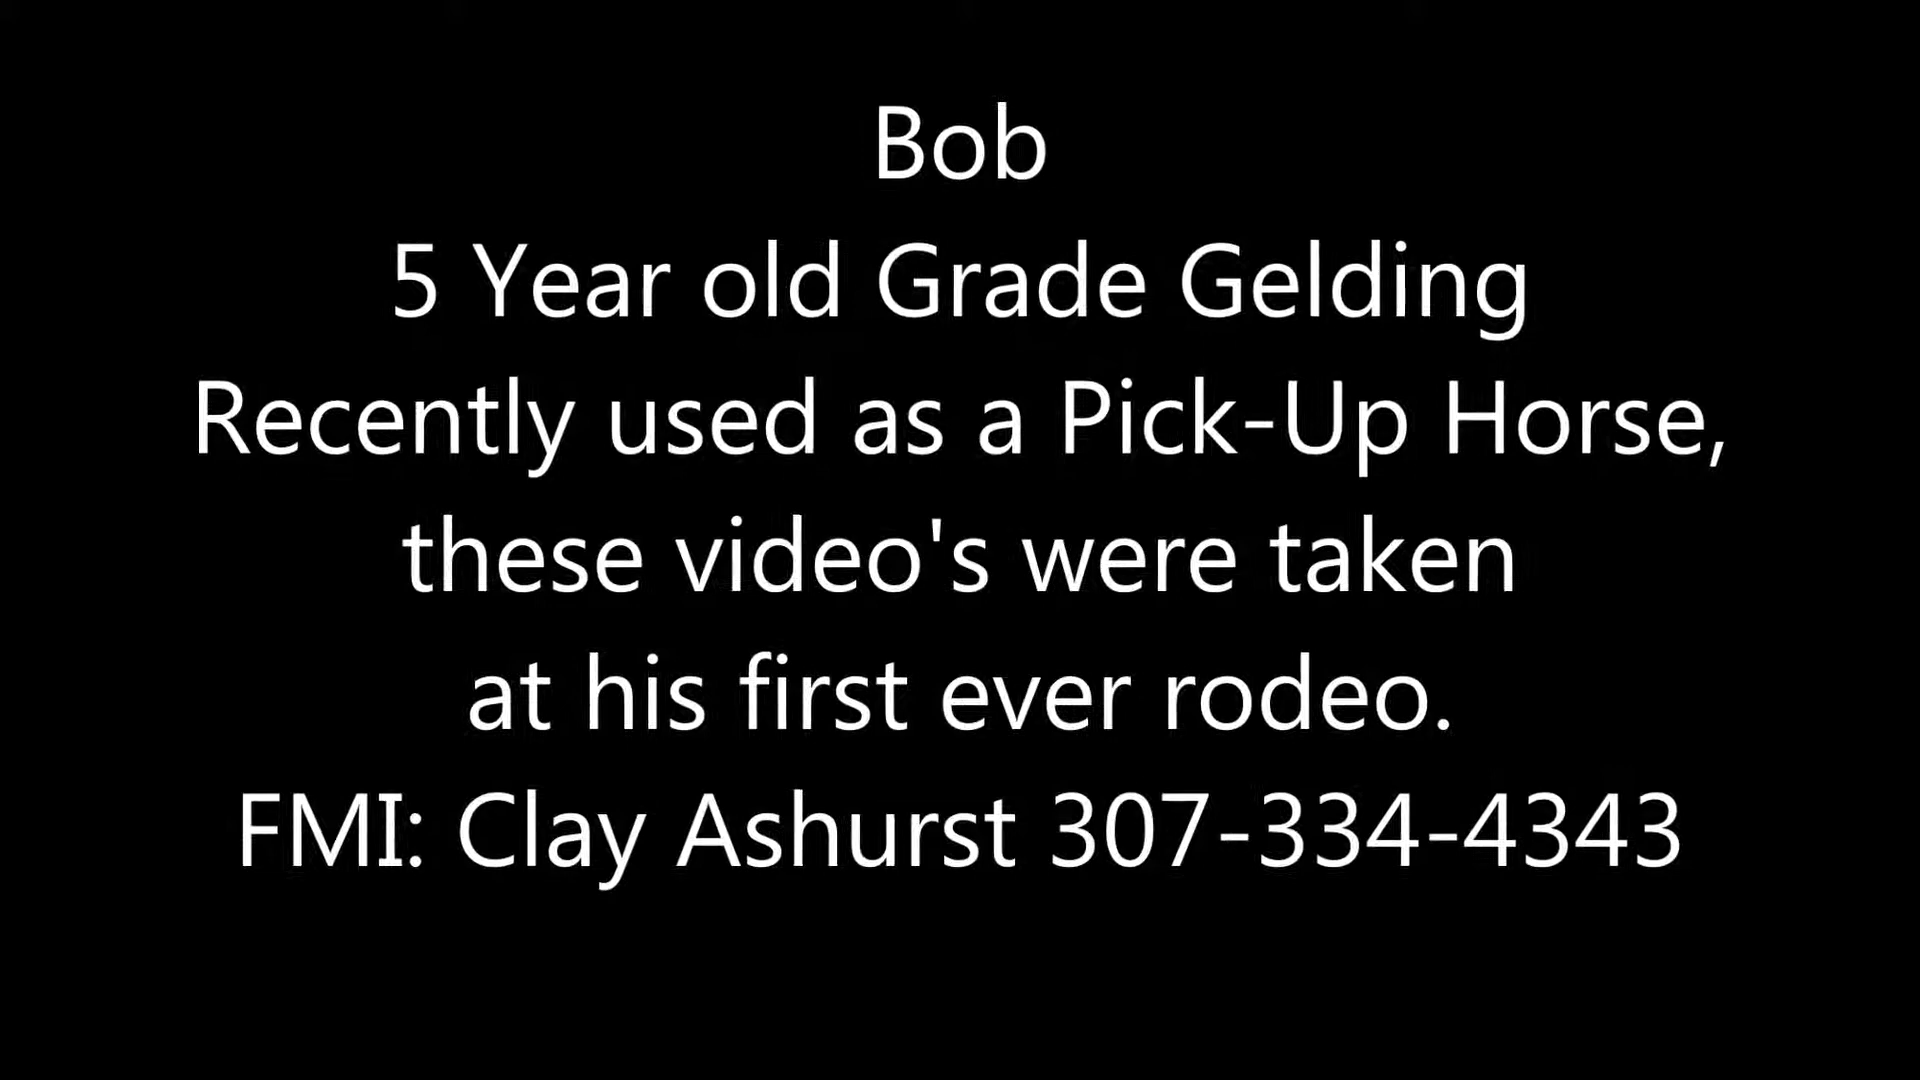 Bob
5 Year old Grade Gelding
Recently used as a Pick-Up Horse,
these video's were taken
at his first ever rodeo.
FMI: Clay Ashurst 307-334-4343